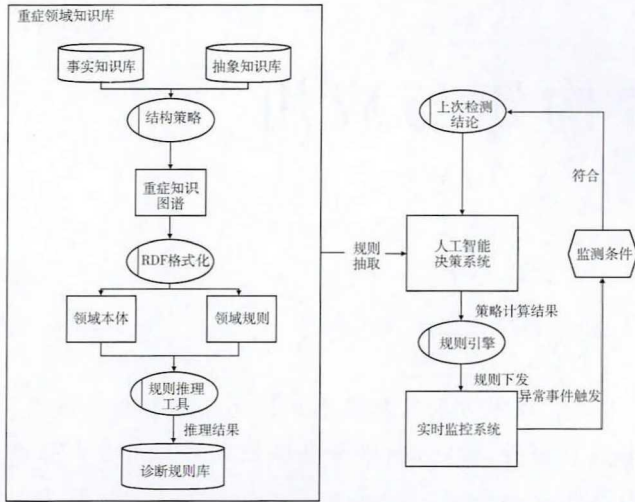 重症领域知识库
事实知识库
抽象知识库
结构策略
重症知识
图谱
RDF格式化
领域本体
领域规则
规则推理
工具
推理结果
诊断规则库
规则
抽取
上次检测
结论
人工智能
决策系统
策略计算结果
规则引擎
规则下发
异常事件触发
实时监控系统
符合
监测条件